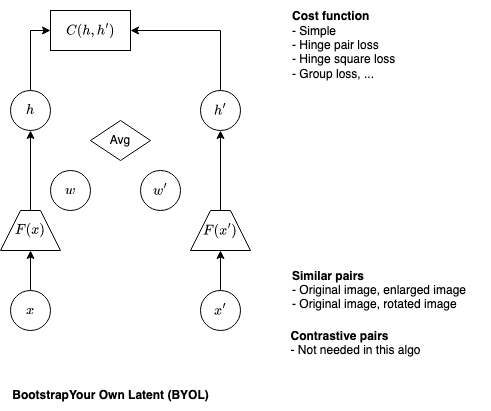 C(h, h′)
Cost function
- Simple
- Hinge pair loss
- Hinge square loss
- Group loss, ...
h
h′
Avg
w
w′
F(x)
F(x′)
x
x′
Similar pairs
- Original image, enlarged image
- Original image, rotated image
Contrastive pairs
- Not needed in this algo
BootstrapYour Own Latent (BYOL)